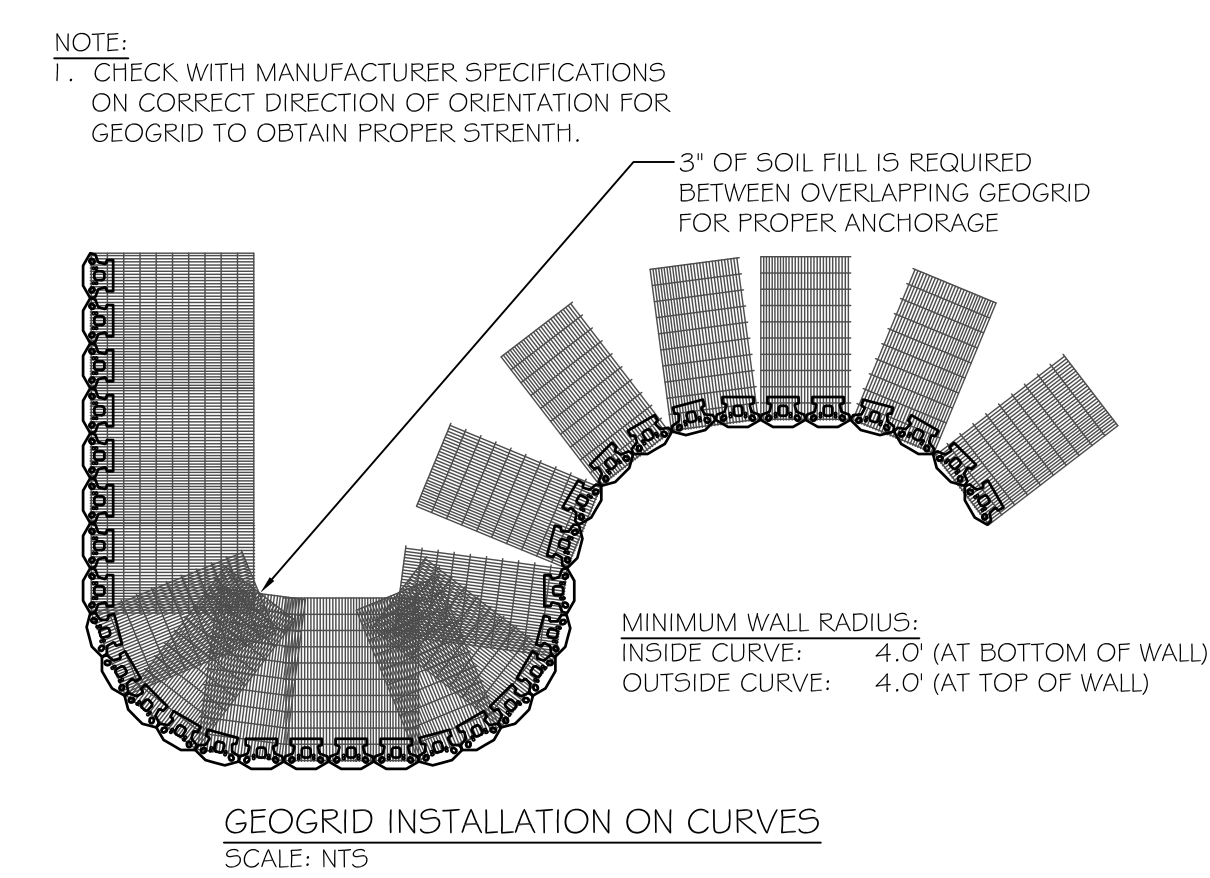 NOTE:
1. CHECK WITH MANUFACTURER SPECIFICATIONS
ON CORRECT DIRECTION OF ORIENTATION FOR
GEOGRID TO OBTAIN PROPER STRENTH.
3" OF SOIL FILL IS REQUIRED
BETWEEN OVERLAPPING GEOGRID
FOR PROPER ANCHORAGE
MINIMUM WALL RADIUS:
INSIDE CURVE: 4.0' (AT BOTTOM OF WALL)
OUTSIDE CURVE: 4.0' (AT TOP OF WALL)
GEOGRID INSTALLATION ON CURVES
SCALE: NTS